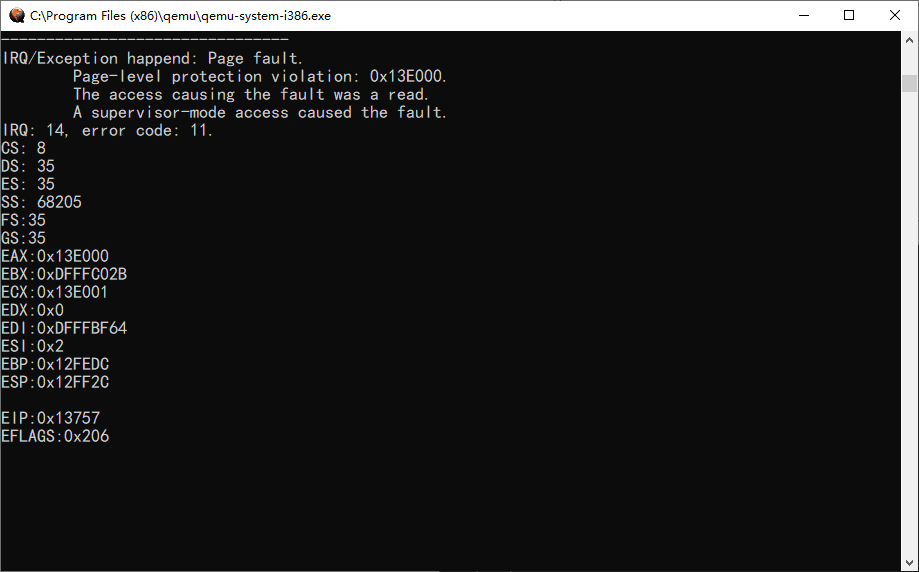 C:\Program Files (x86)\qemu\qemu-system-i386.exe
--------------------------------
IRQ/Exception happend: Page fault.
Page-level protection violation: 0x13E000.
The access causing the fault was a read.
A supervisor-mode access caused the fault.
IRQ: 14, error code: 11.
CS: 8
DS: 35
ES: 35
SS: 68205
FS:35
GS:35
EAX:0x13E000
EBX:0xDFFFC02B
ECX:0x13E001
EDX:0x0
EDI:0xDFFFBF64
ESI:0x2
EBP:0x12FEDC
ESP:0x12FF2C
EIP:0x13757
EFLAGS:0x206